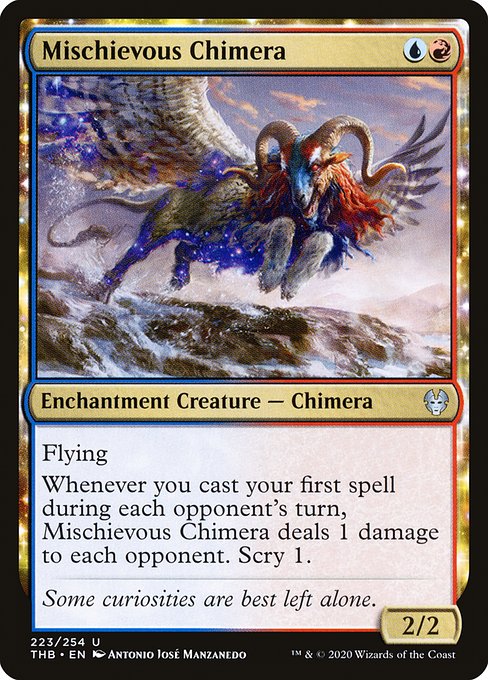 Mischievous Chimera
Enchantment Creature — Chimera
Flying
Whenever you cast your first spell
during each opponent's turn,
Mischievous Chimera deals 1 damage
to each opponent. Scry 1.
Some curiosities are best left alone.
2/2
223/254 U
THB • EN Antonio José Manzanedo
™ & © 2020 Wizards of the Coast